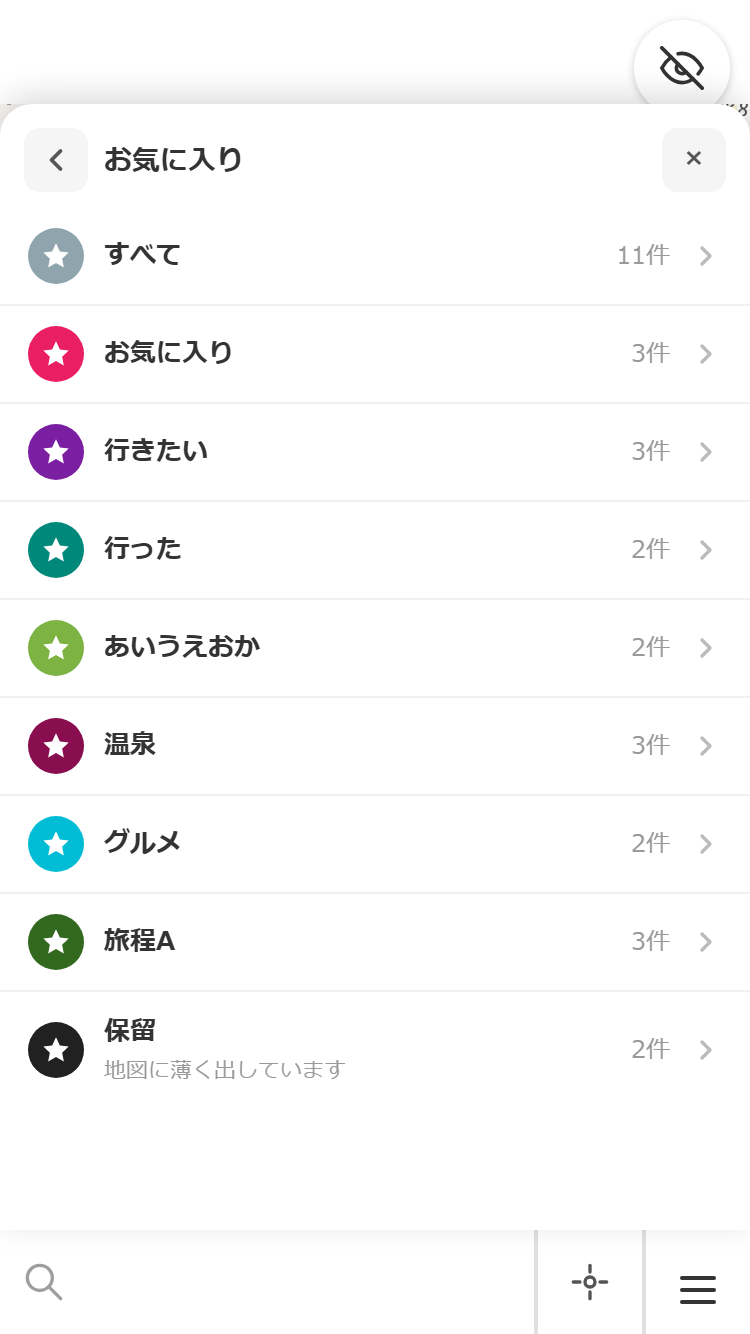 お気に入り
すべて 11件
お気に入り 3件
行きたい 3件
行った 2件
あいうえおか 2件
温泉 3件
グルメ 2件
旅程A 3件
保留 2件
地図に薄く出しています